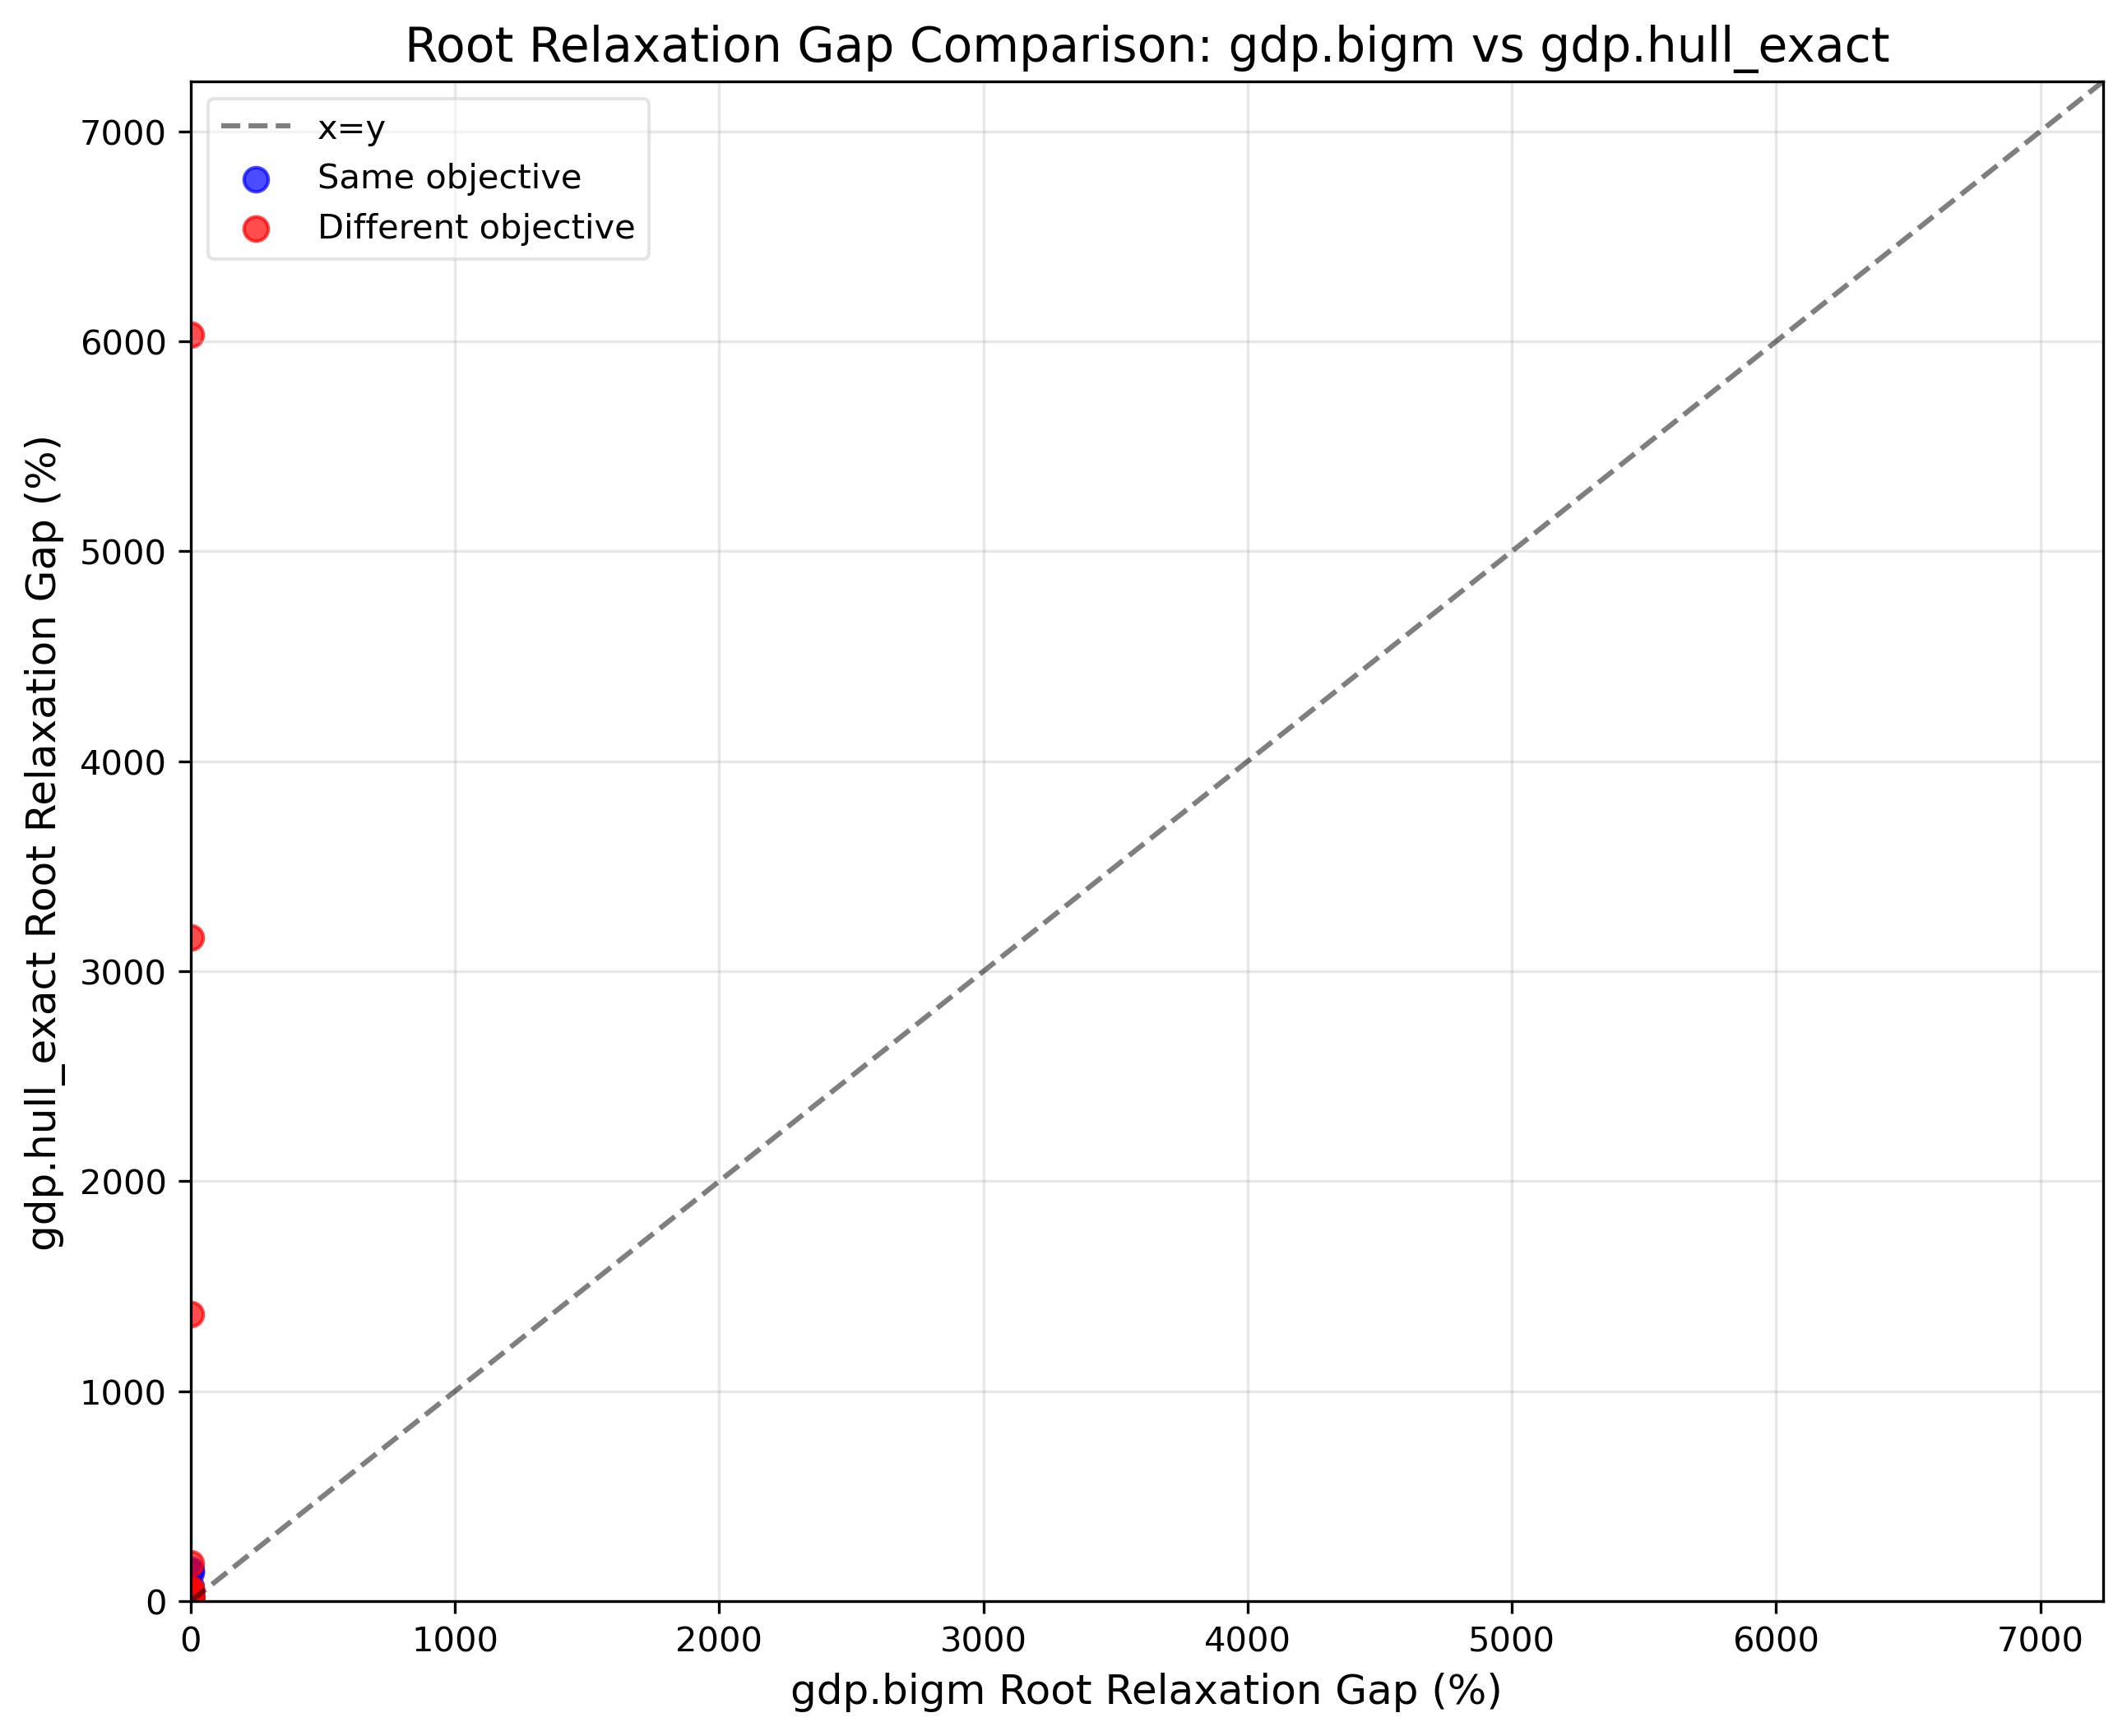 Root Relaxation Gap Comparison: gdp.bigm vs gdp.hull_exact
x=y
Same objective
Different objective
gdp.hull_exact Root Relaxation Gap (%)
7000
6000
5000
4000
3000
2000
1000
0
0 1000 2000 3000 4000 5000 6000 7000
gdp.bigm Root Relaxation Gap (%)